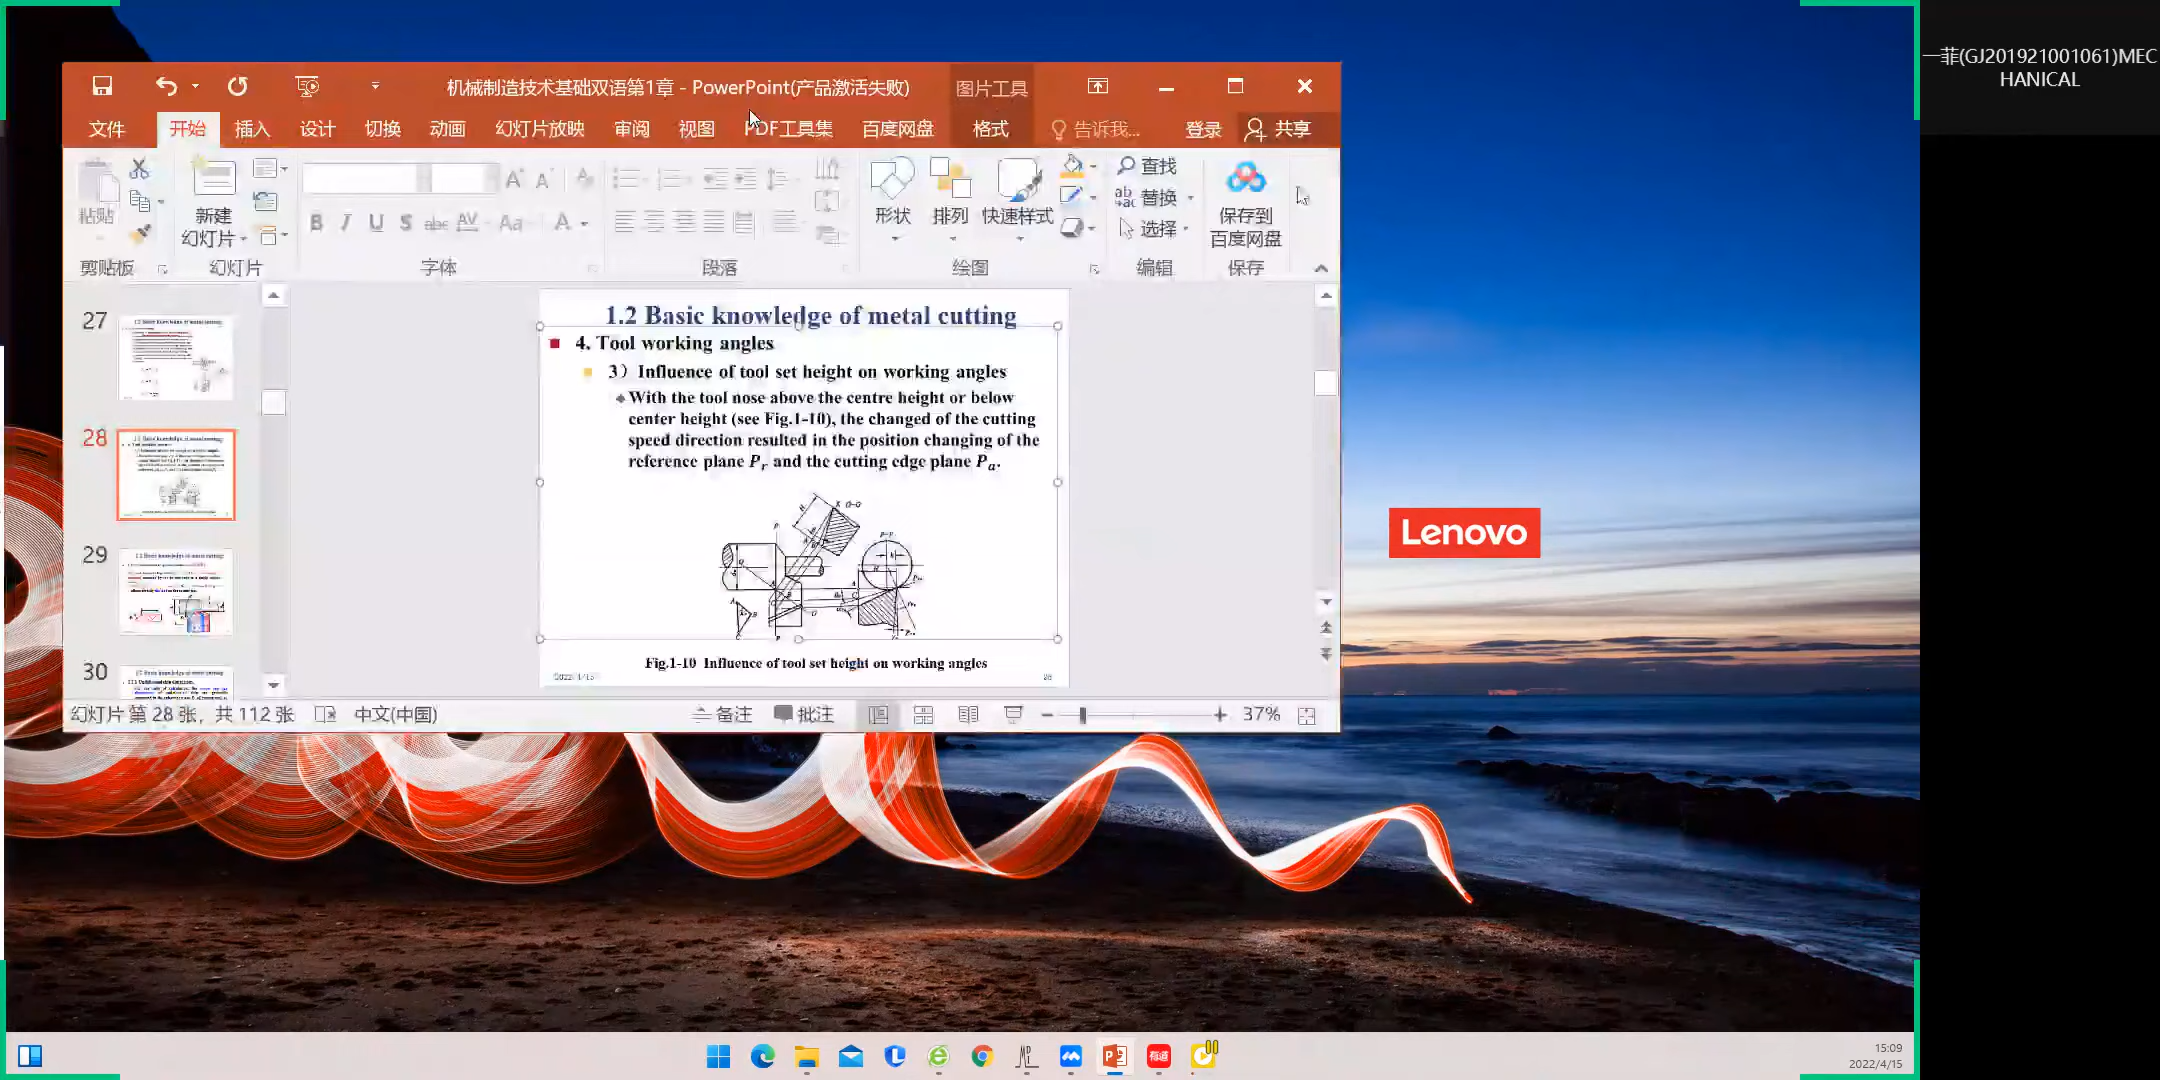 一菲(GJ201921001061)MEC
HANICAL
机械制造技术基础双语第1章 - PowerPoint(产品激活失败)
图片工具
文件 开始 插入 设计 切换 动画 幻灯片放映 审阅 视图 PDF工具集 百度网盘 格式 告诉我... 登录 共享
粘贴
新建
幻灯片
B I U S abc AV Aa A
形状 排列 快速样式
查找
替换
选择
保存到
百度网盘
剪贴板 幻灯片 字体 段落 绘图 编辑 保存
27
28
29
30
1.2 Basic knowledge of metal cutting
4. Tool working angles
3）Influence of tool set height on working angles
With the tool nose above the centre height or below
center height (see Fig.1-10), the changed of the cutting
speed direction resulted in the position changing of the
reference plane Pr and the cutting edge plane Pa.
Fig.1-10 Influence of tool set height on working angles
2022/4/15
28
幻灯片 第 28 张，共 112 张 中文(中国) 备注 批注 37%
Lenovo
15:09
2022/4/15